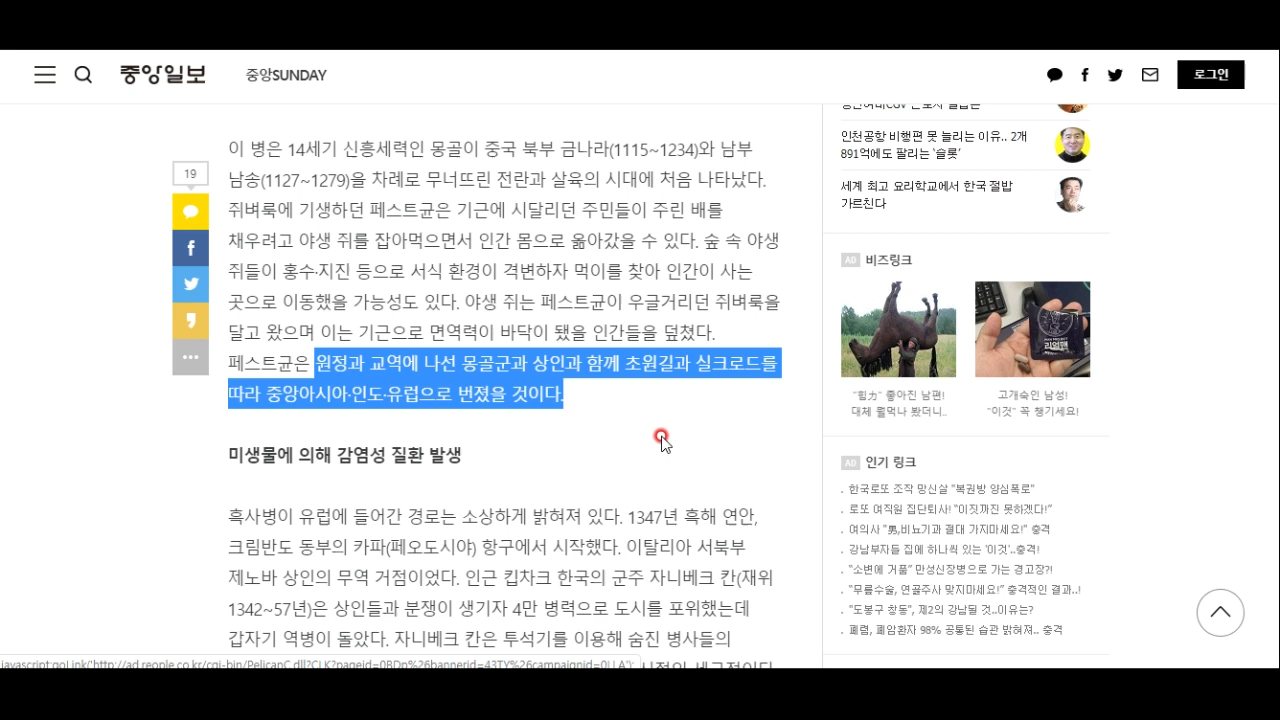 중앙일보
중앙SUNDAY
로그인
19
이 병은 14세기 신흥세력인 몽골이 중국 북부 금나라(1115~1234)와 남부
남송(1127~1279)을 차례로 무너뜨린 전란과 살육의 시대에 처음 나타났다.
쥐벼룩에 기생하던 페스트균은 기근에 시달리던 주민들이 주린 배를
채우려고 야생 쥐를 잡아먹으면서 인간 몸으로 옮아갔을 수 있다. 숲 속 야생
쥐들이 홍수·지진 등으로 서식 환경이 격변하자 먹이를 찾아 인간이 사는
곳으로 이동했을 가능성도 있다. 야생 쥐는 페스트균이 우글거리던 쥐벼룩을
달고 왔으며 이는 기근으로 면역력이 바닥이 됐을 인간들을 덮쳤다.
페스트균은 원정과 교역에 나선 몽골군과 상인과 함께 초원길과 실크로드를
따라 중앙아시아·인도·유럽으로 번졌을 것이다.
미생물에 의해 감염성 질환 발생
흑사병이 유럽에 들어간 경로는 소상하게 밝혀져 있다. 1347년 흑해 연안,
크림반도 동부의 카파(페오도시야) 항구에서 시작했다. 이탈리아 서북부
제노바 상인의 무역 거점이었다. 인근 킵차크 한국의 군주 자니베크 칸(재위
1342~57년)은 상인들과 분쟁이 생기자 4만 병력으로 도시를 포위했는데
갑자기 역병이 돌았다. 자니베크 칸은 투석기를 이용해 숨진 병사들의
인천공항 비행편 못 늘리는 이유.. 2개
891억에도 팔리는 '슬롯'
세계 최고 요리학교에서 한국 절밥
가르친다
AD 비즈링크
"힘力" 좋아진 남편!
대체 뭘먹나 봤더니..
고개숙인 남성!
"이것" 꼭 챙기세요!
리얼맨
AD 인기 링크
. 한국로또 조작 망신살 "복권방 양심폭로"
. 로또 여직원 집단퇴사! "이짓까진 못하겠다!"
. 여의사 "男,비뇨기과 절대 가지마세요!" 충격
. 강남부자들 집에 하나씩 있는 '이것'..충격!
. "소변에 거품" 만성신장병으로 가는 경고장?!
. "무릎수술, 연골주사 맞지마세요!" 충격적인 결과..!
. "도봉구 창동", 제2의 강남될 것..이유는?
. 폐렴, 폐암환자 98% 공통된 습관 밝혀져.. 충격